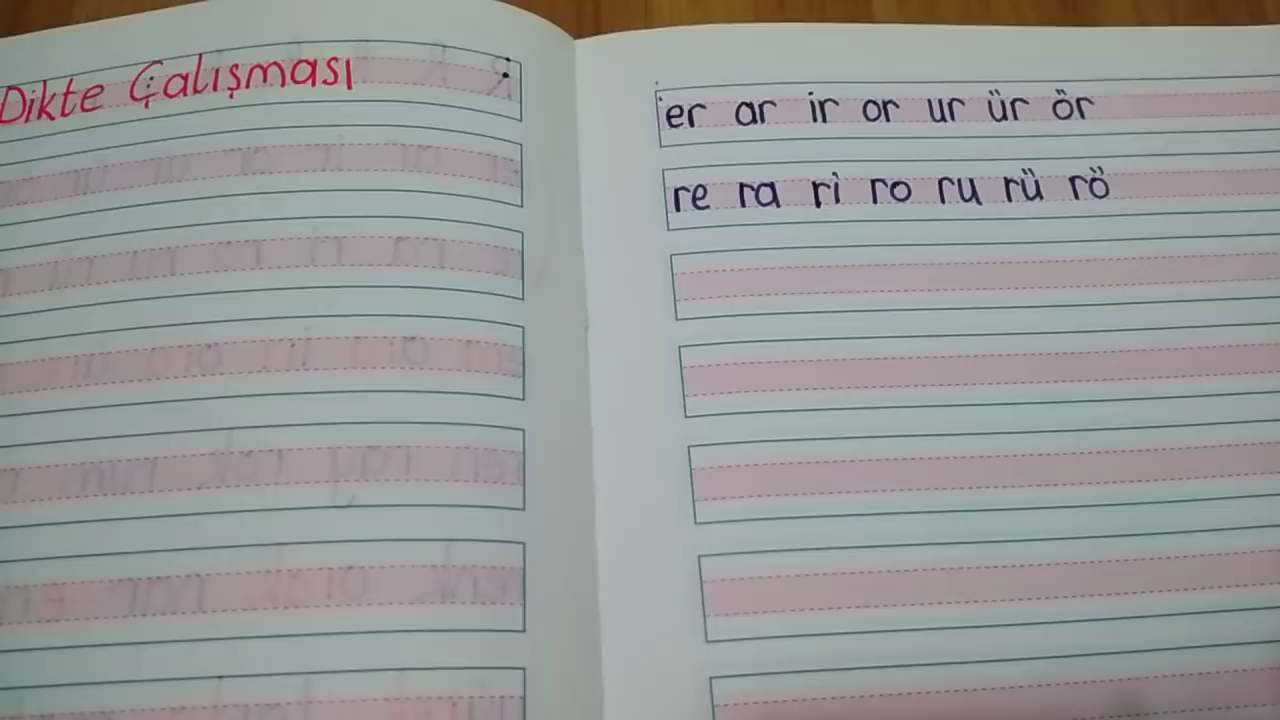 Dikte Çalışması
er ar ir or ur ür ör
re ra ri ro ru rü rö